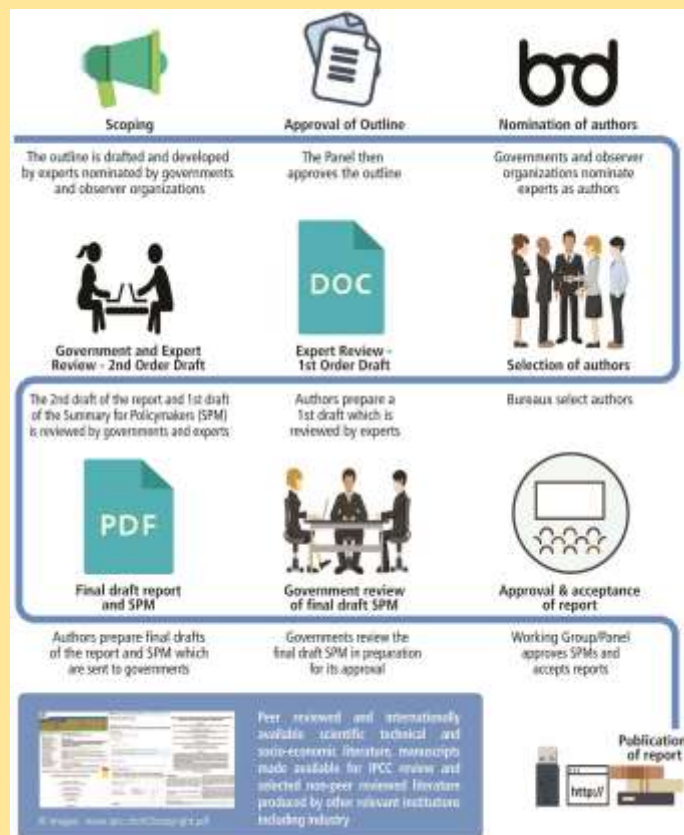 Scoping
Approval of Outline
Nomination of authors
The outline is drafted and developed
by experts nominated by governments
and observer organizations
The Panel then
approves the outline
Governments and observer
organizations nominate
experts as authors
DOC
Government and Expert
Review - 2nd Order Draft
Expert Review -
1st Order Draft
Selection of authors
The 2nd draft of the report and 1st draft
of the Summary for Policymakers (SPM)
is reviewed by governments and experts
Authors prepare a
1st draft which is
reviewed by experts
Bureaux select authors
PDF
Final draft report
and SPM
Government review
of final draft SPM
Approval & acceptance
of report
Authors prepare final drafts
of the report and SPM which
are sent to governments
Governments review the
final draft SPM in preparation
for its approval
Working Group/Panel
approves SPMs and
accepts reports
Peer reviewed and internationally
available scientific technical and
socio-economic literature, manuscripts
made available for IPCC review and
selected non-peer reviewed literature
produced by other relevant institutions
including industry
Publication
of report
http://